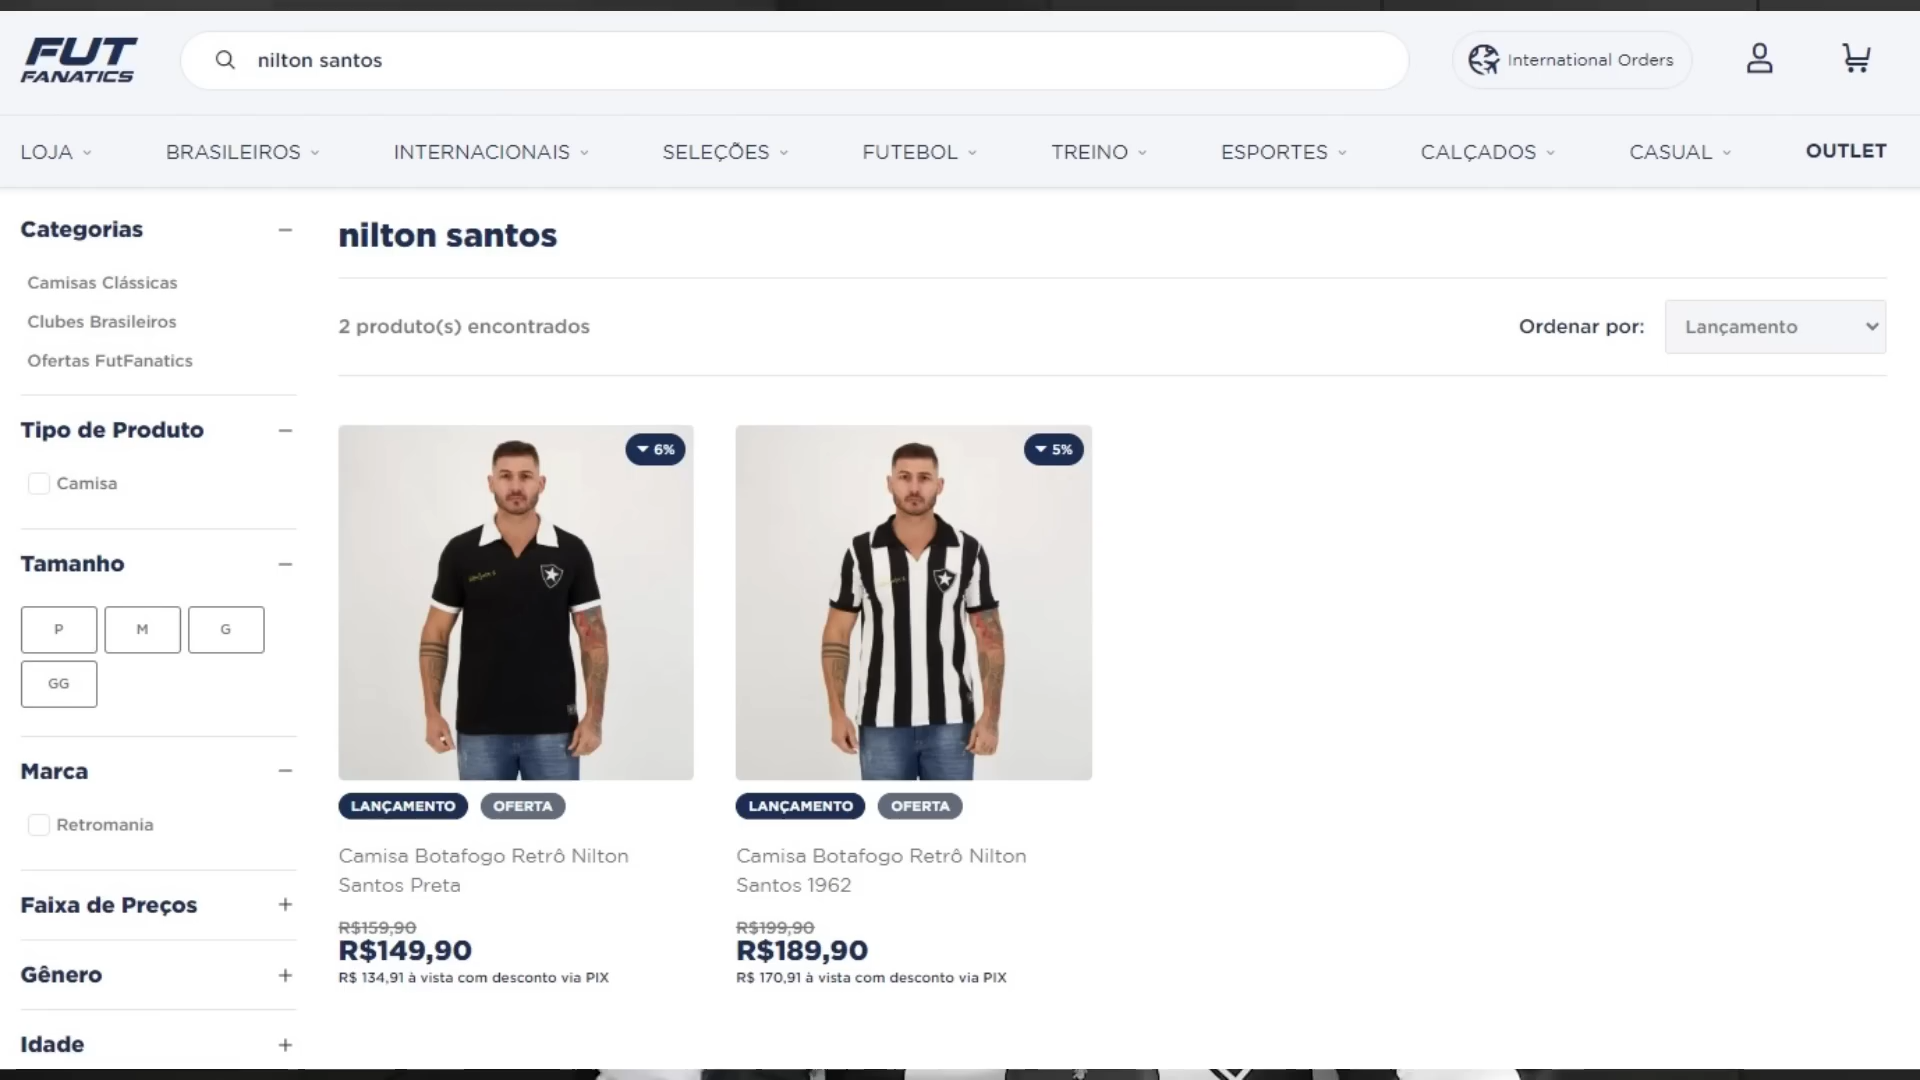 FUT
FANATICS
nilton santos
International Orders
LOJA
BRASILEIROS
INTERNACIONAIS
SELEÇÕES
FUTEBOL
TREINO
ESPORTES
CALÇADOS
CASUAL
OUTLET
Categorias
Camisas Clássicas
Clubes Brasileiros
Ofertas FutFanatics
Tipo de Produto
Camisa
Tamanho
P
M
G
GG
Marca
Retromania
Faixa de Preços
Gênero
Idade
nilton santos
2 produto(s) encontrados
Ordenar por:
Lançamento
6%
LANÇAMENTO
OFERTA
Camisa Botafogo Retrô Nilton
Santos Preta
R$159,90
R$149,90
R$ 134,91 à vista com desconto via PIX
5%
LANÇAMENTO
OFERTA
Camisa Botafogo Retrô Nilton
Santos 1962
R$199,90
R$189,90
R$ 170,91 à vista com desconto via PIX